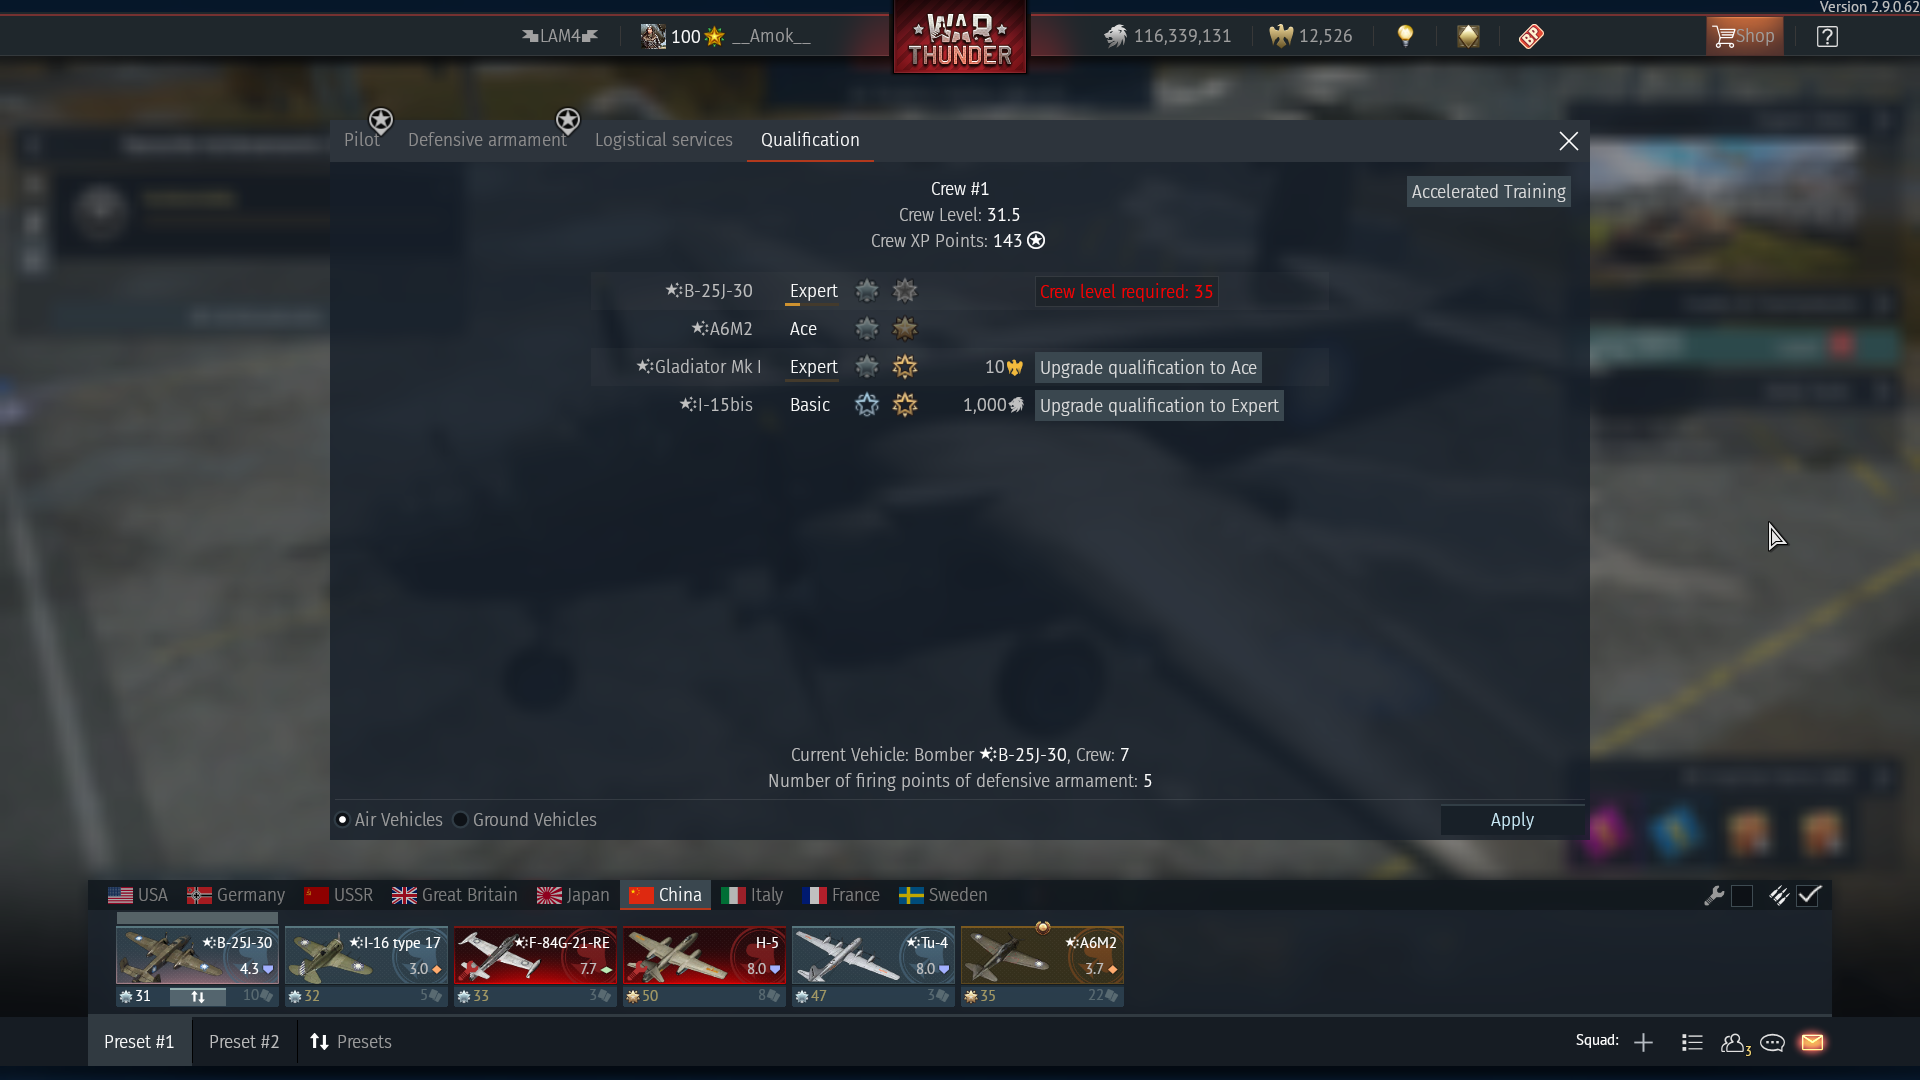 Version 2.9.0.62
LAM4
100 __Amok__
WAR THUNDER
116,339,131
12,526
BP
Shop
?
Pilot
Defensive armament
Logistical services
Qualification
Crew #1
Accelerated Training
Crew Level: 31.5
Crew XP Points: 143
B-25J-30 Expert Crew level required: 35
A6M2 Ace
Gladiator Mk I Expert 10 Upgrade qualification to Ace
I-15bis Basic 1,000 Upgrade qualification to Expert
Current Vehicle: Bomber B-25J-30, Crew: 7
Number of firing points of defensive armament: 5
Air Vehicles Ground Vehicles
Apply
USA Germany USSR Great Britain Japan China Italy France Sweden
B-25J-30 I-16 type 17 F-84G-21-RE H-5 Tu-4 A6M2
4.3 3.0 7.7 8.0 8.0 3.7
31 10 32 5 33 3 50 8 47 3 35 22
Preset #1 Preset #2 Presets
Squad: 3